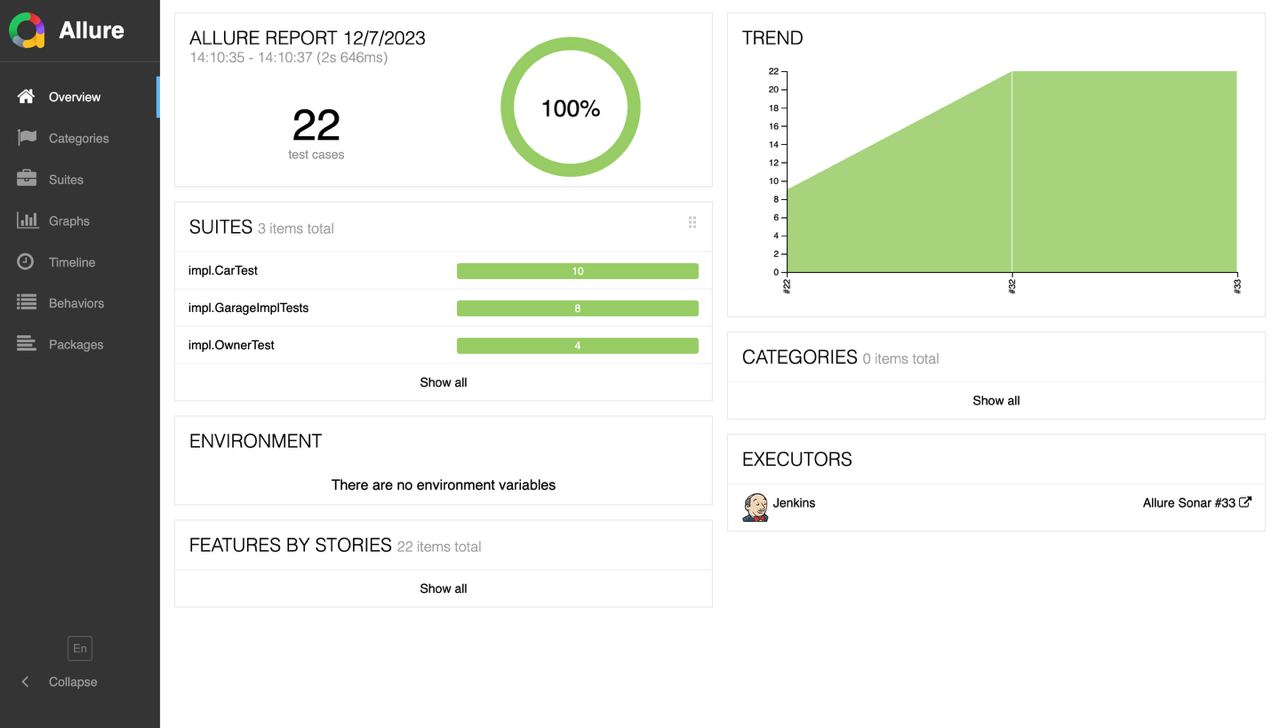 Allure
Overview
Categories
Suites
Graphs
Timeline
Behaviors
Packages
En
Collapse
ALLURE REPORT 12/7/2023
14:10:35 - 14:10:37 (2s 646ms)
22
test cases
100%
SUITES 3 items total
impl.CarTest 10
impl.GarageImplTests 8
impl.OwnerTest 4
Show all
ENVIRONMENT
There are no environment variables
FEATURES BY STORIES 22 items total
Show all
TREND
22
20
18
16
14
12
10
8
6
4
2
0
#22 #32 #33
CATEGORIES 0 items total
Show all
EXECUTORS
Jenkins Allure Sonar #33